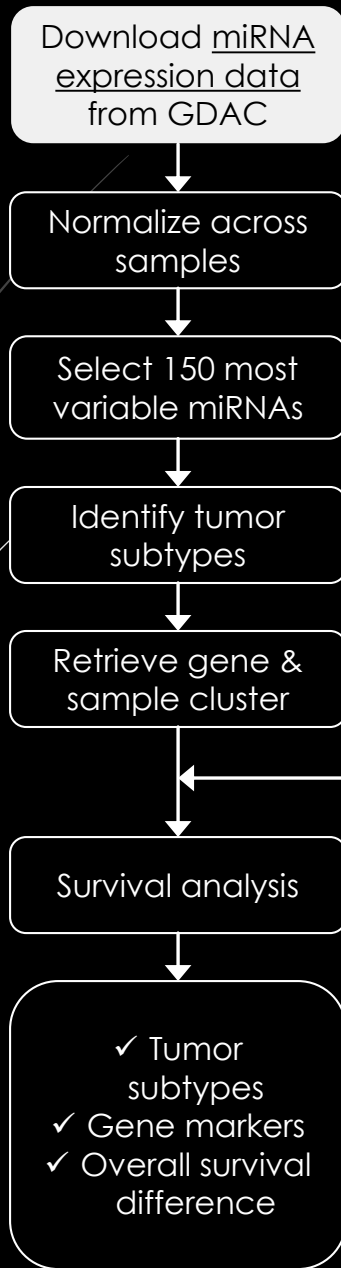 Download miRNA
expression data
from GDAC
Normalize across
samples
Select 150 most
variable miRNAs
Identify tumor
subtypes
Retrieve gene &
sample cluster
Survival analysis
✓ Tumor
subtypes
✓ Gene markers
✓ Overall survival
difference